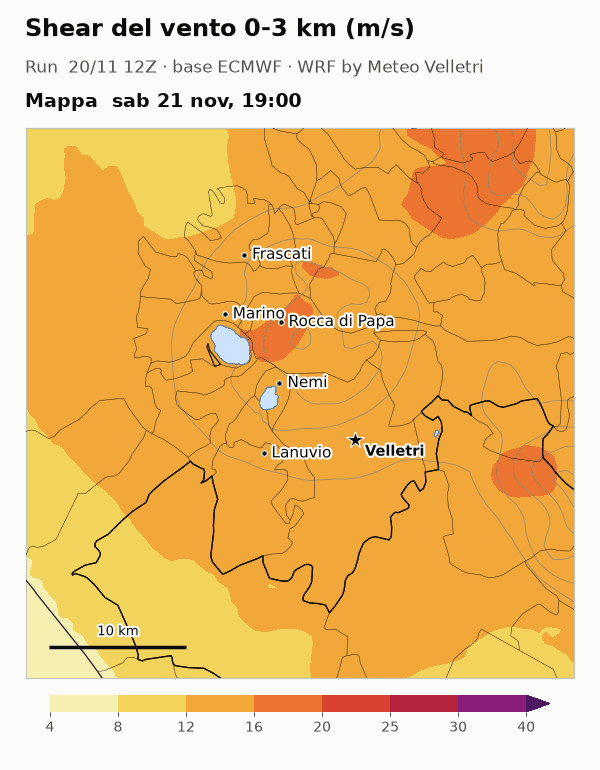 Shear del vento 0-3 km (m/s)
Run  20/11 12Z · base ECMWF · WRF by Meteo Velletri
Mappa  sab 21 nov, 19:00
Frascati
Marino
Rocca di Papa
Nemi
Velletri
Lanuvio
10 km
4 8 12 16 20 25 30 40